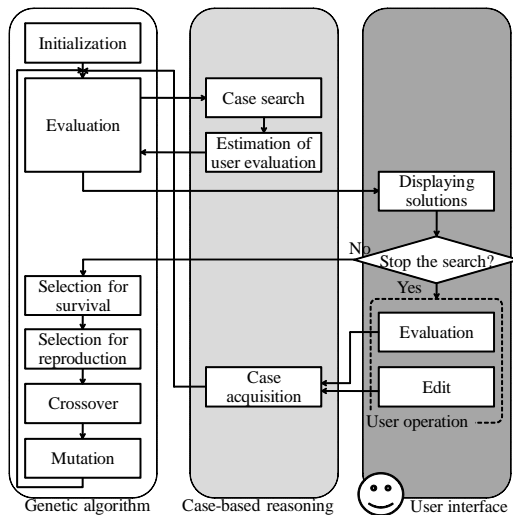 Initialization
Evaluation
Case search
Estimation of
user evaluation
Displaying
solutions
No
Stop the search?
Yes
Selection for
survival
Selection for
reproduction
Crossover
Mutation
Case
acquisition
Evaluation
Edit
User operation
Genetic algorithm
Case-based reasoning
User interface